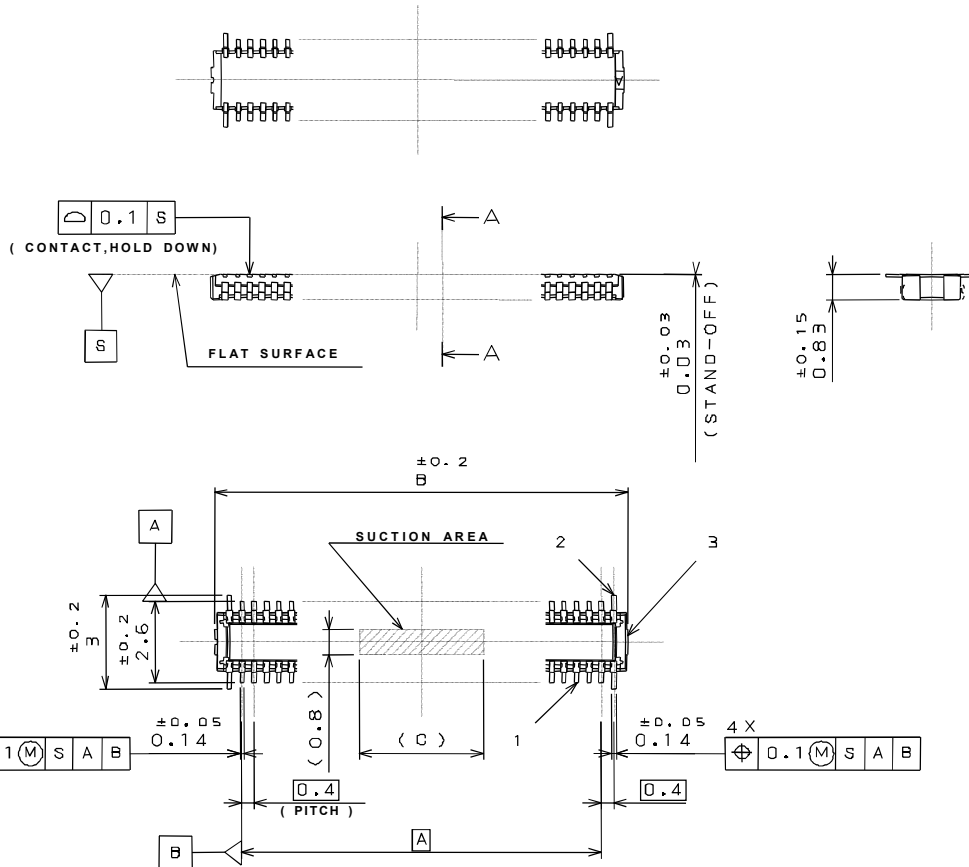 A
0.1 S
( CONTACT,HOLD DOWN)
S
FLAT SURFACE
A
±0.03
0.03
(STAND-OFF)
±0.15
0.83
±0.2
B
SUCTION AREA
A
2
3
±0.2
3
±0.2
2.6
(0.8)
±0.05
0.14
1 M S A B
(C)
1
±0.05
0.14
4 X
0.1 M S A B
0.4
( PITCH )
0.4
A
B